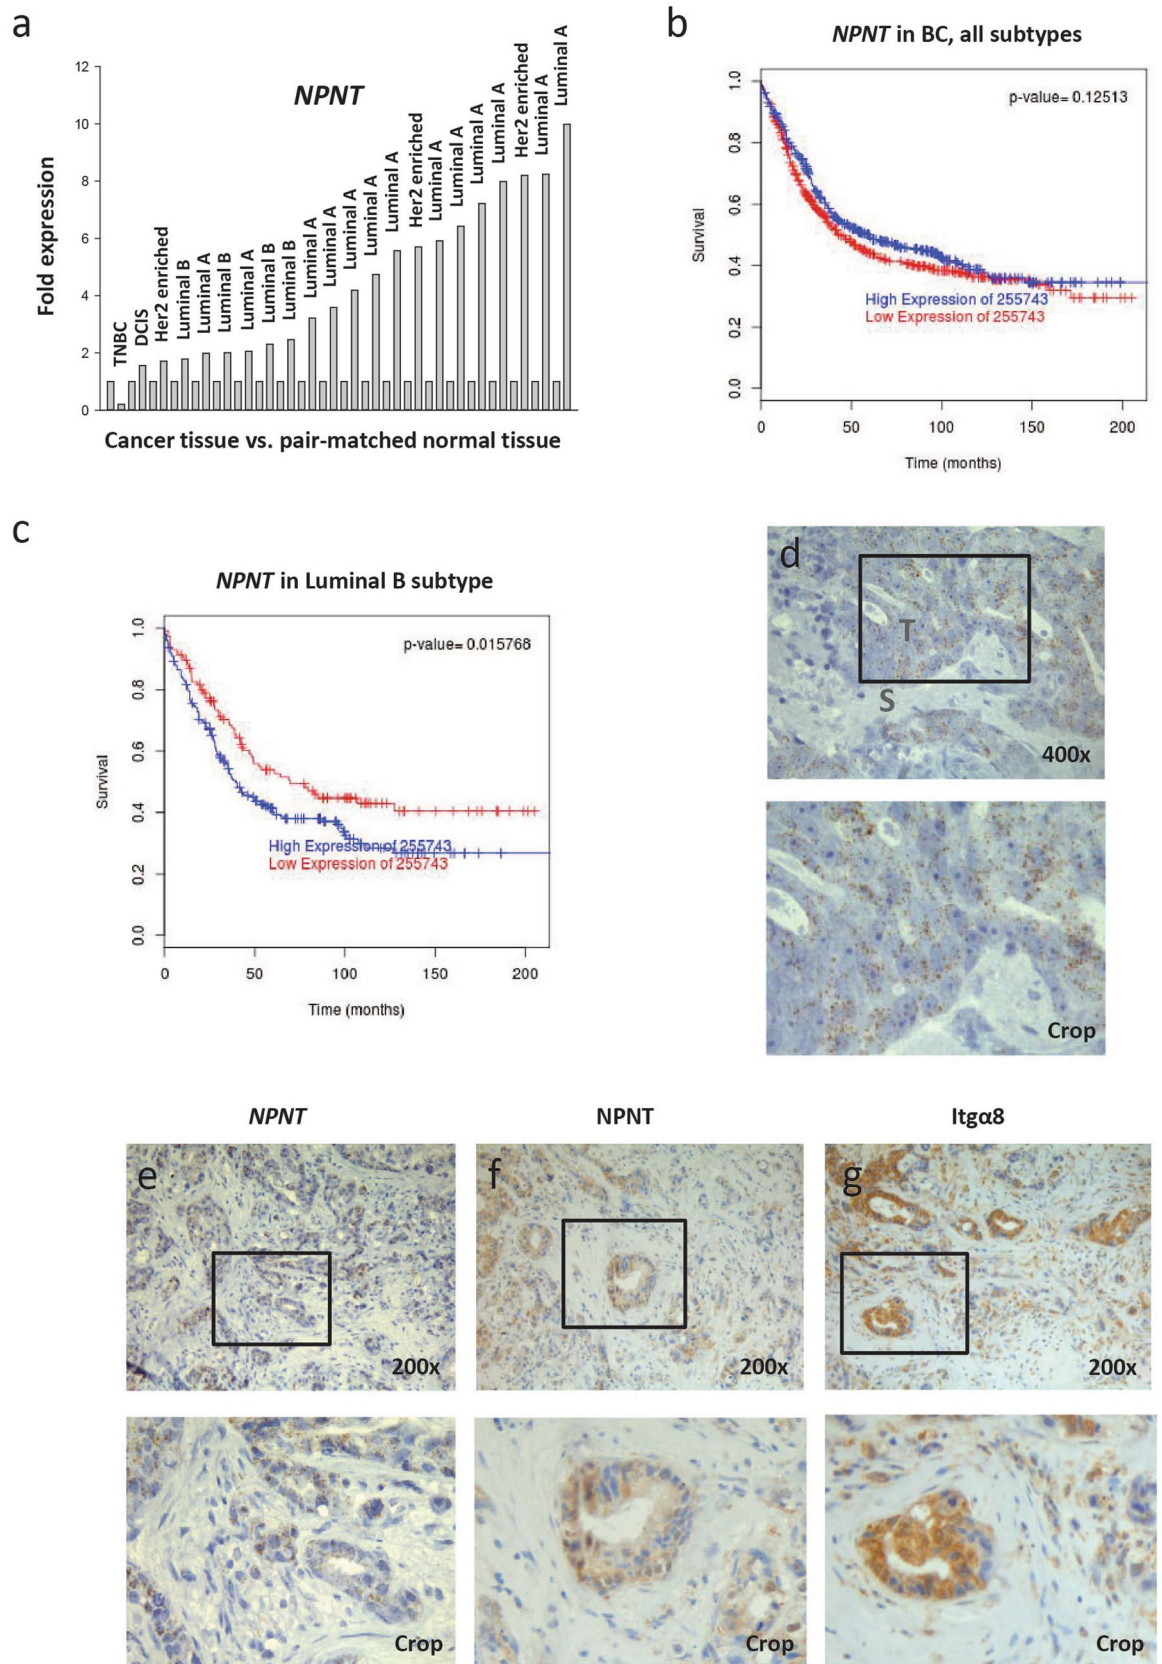 a
NPNT
Fold expression
12
10
8
6
4
2
0
TNBC
DCIS
Her2 enriched
Luminal B
Luminal A
Luminal B
Luminal A
Luminal B
Luminal B
Luminal A
Luminal A
Luminal A
Luminal A
Luminal A
Her2 enriched
Luminal A
Luminal A
Luminal A
Luminal A
Her2 enriched
Luminal A
Luminal A
Cancer tissue vs. pair-matched normal tissue
b
NPNT in BC, all subtypes
p-value= 0.12513
Survival
1.0
0.8
0.6
0.4
0.2
0.0
High Expression of 255743
Low Expression of 255743
0 50 100 150 200
Time (months)
c
NPNT in Luminal B subtype
p-value= 0.015768
Survival
1.0
0.8
0.6
0.4
0.2
0.0
High Expression of 255743
Low Expression of 255743
0 50 100 150 200
Time (months)
d
T
S
400x
Crop
NPNT
e
200x
Crop
NPNT
f
200x
Crop
Itgα8
g
200x
Crop